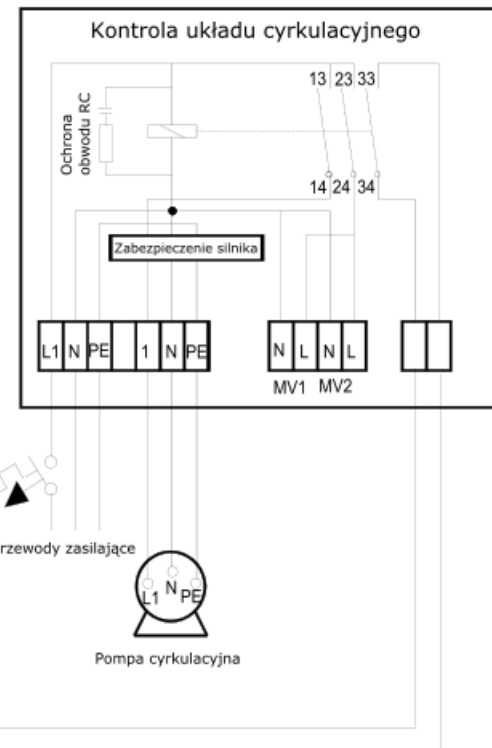 Kontrola układu cyrkulacyjnego
13 23 33
Ochrona
obwodu RC
14 24 34
Zabezpieczenie silnika
L1 N PE 1 N PE N L N L
MV1 MV2
rzewody zasilające
L1 N PE
Pompa cyrkulacyjna